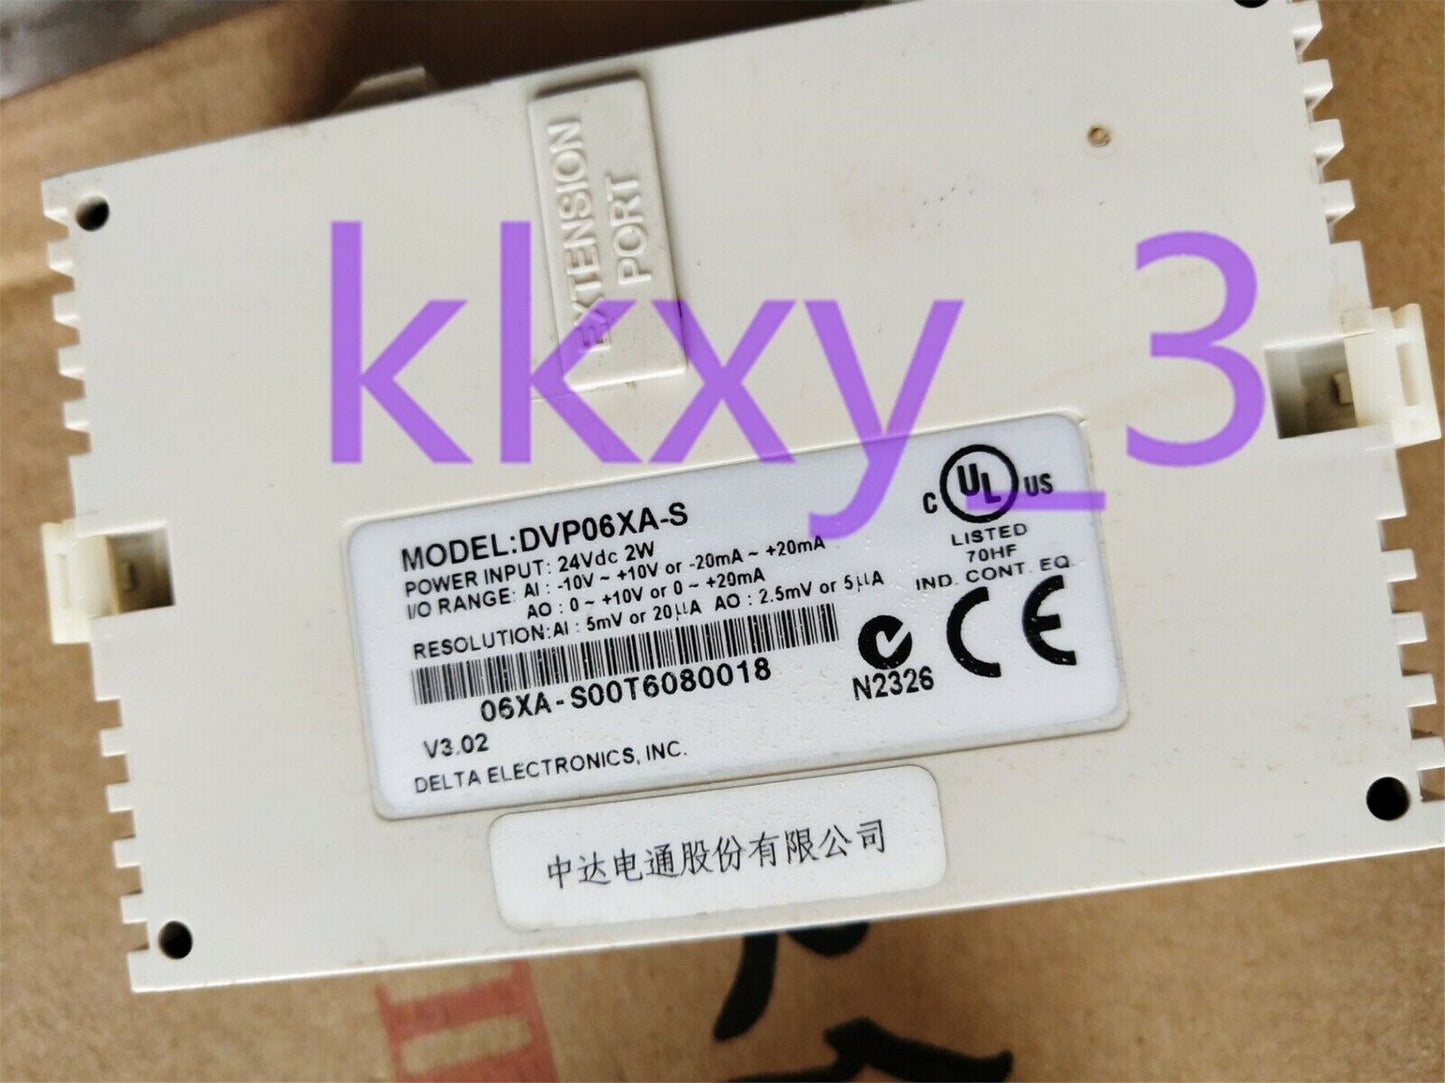 EXTENSION
PORT
kkxy_3
MODEL:DVP06XA-S
POWER INPUT: 24Vdc 2W
I/O RANGE: AI : -10V ~ +10V or -20mA ~ +20mA
AO : 0 ~ +10V or 0 ~ +20mA
RESOLUTION:AI : 5mV or 20μA AO : 2.5mV or 5μA
06XA-S00T6080018
V3.02
DELTA ELECTRONICS, INC.
C UL US
LISTED
70HF
IND. CONT. EQ.
CE
N2326
中达电通股份有限公司